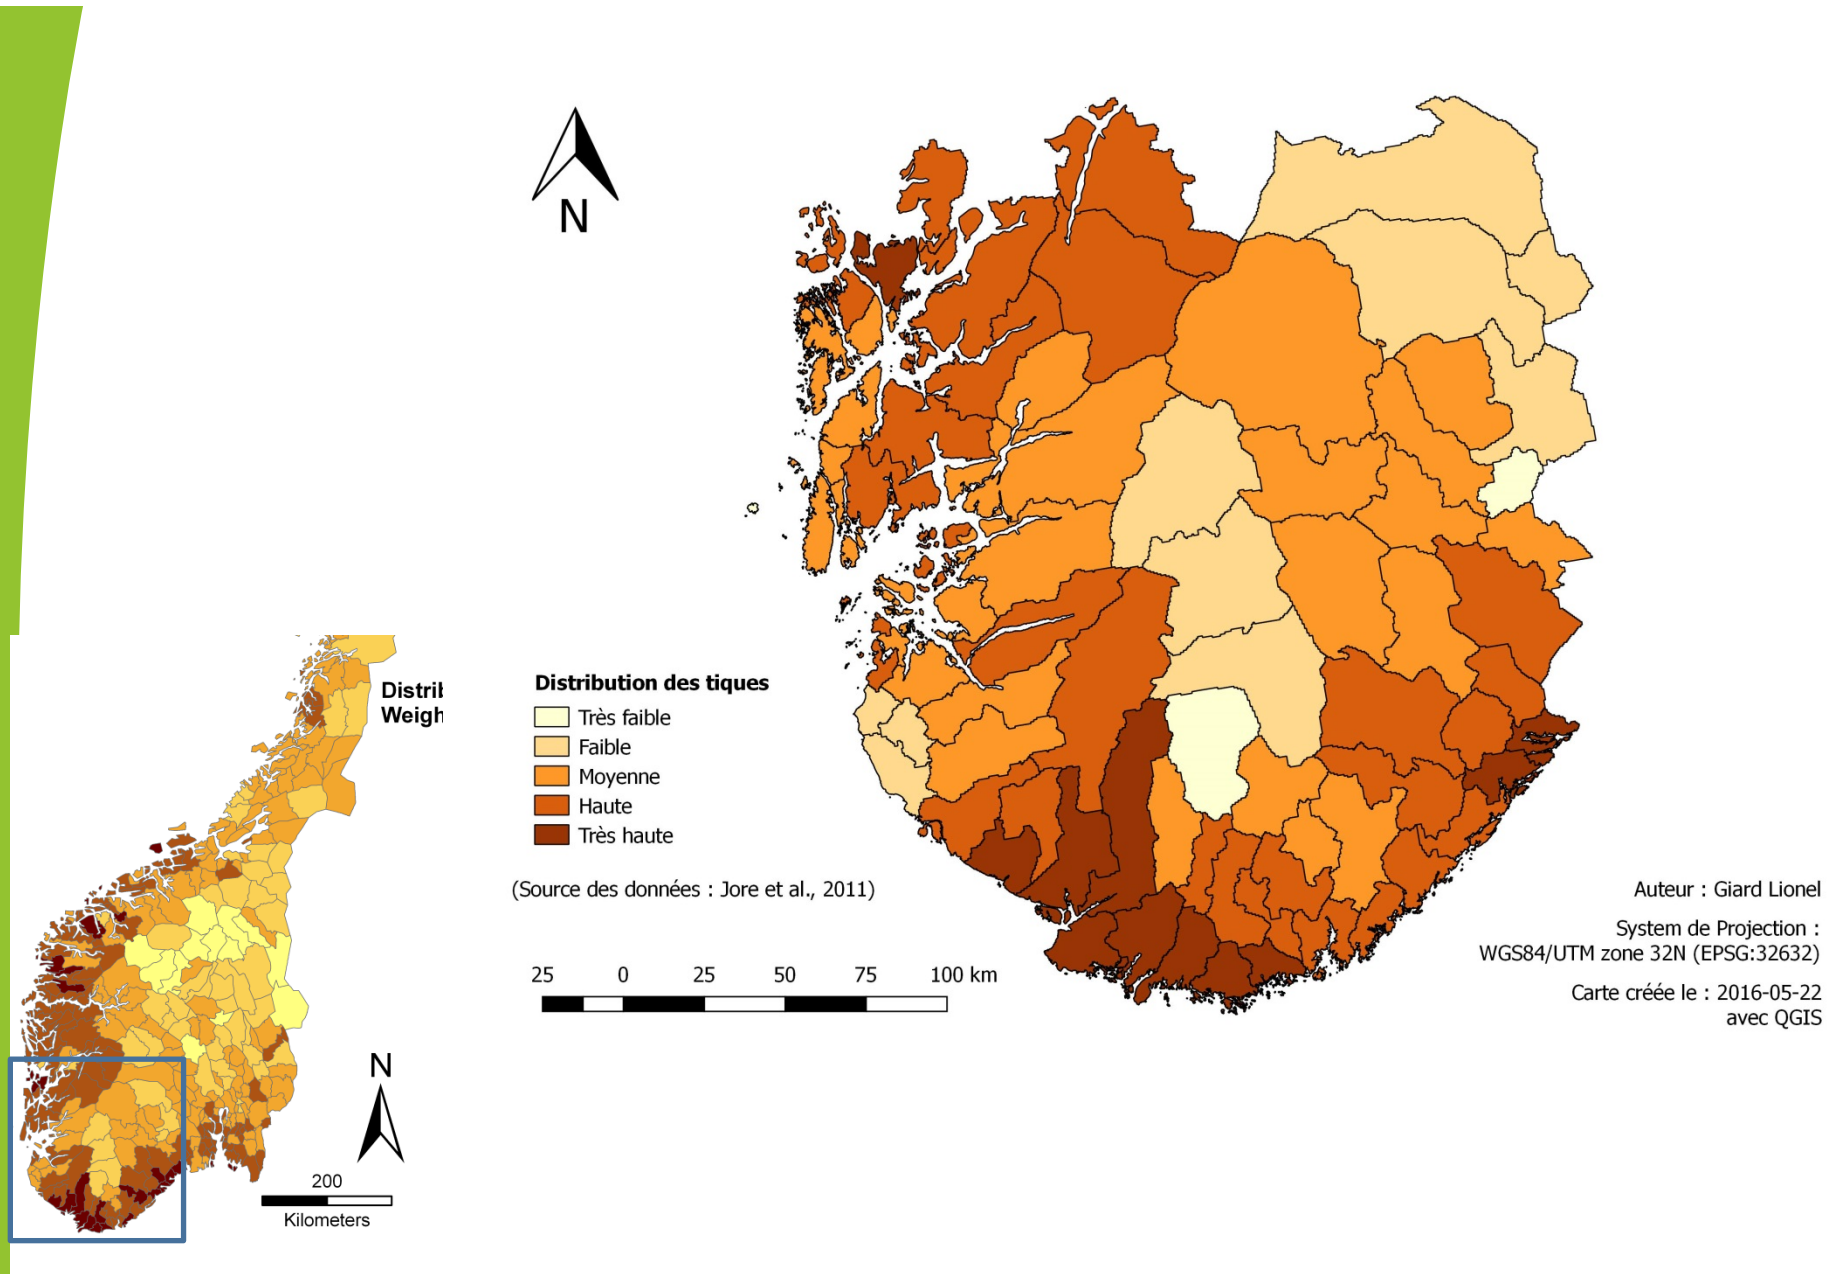 N
Distribution des tiques
Très faible
Faible
Moyenne
Haute
Très haute
(Source des données : Jore et al., 2011)
25 0 25 50 75 100 km
Auteur : Giard Lionel
System de Projection :
WGS84/UTM zone 32N (EPSG:32632)
Carte créée le : 2016-05-22
avec QGIS
Distrib
Weigh
N
200
Kilometers